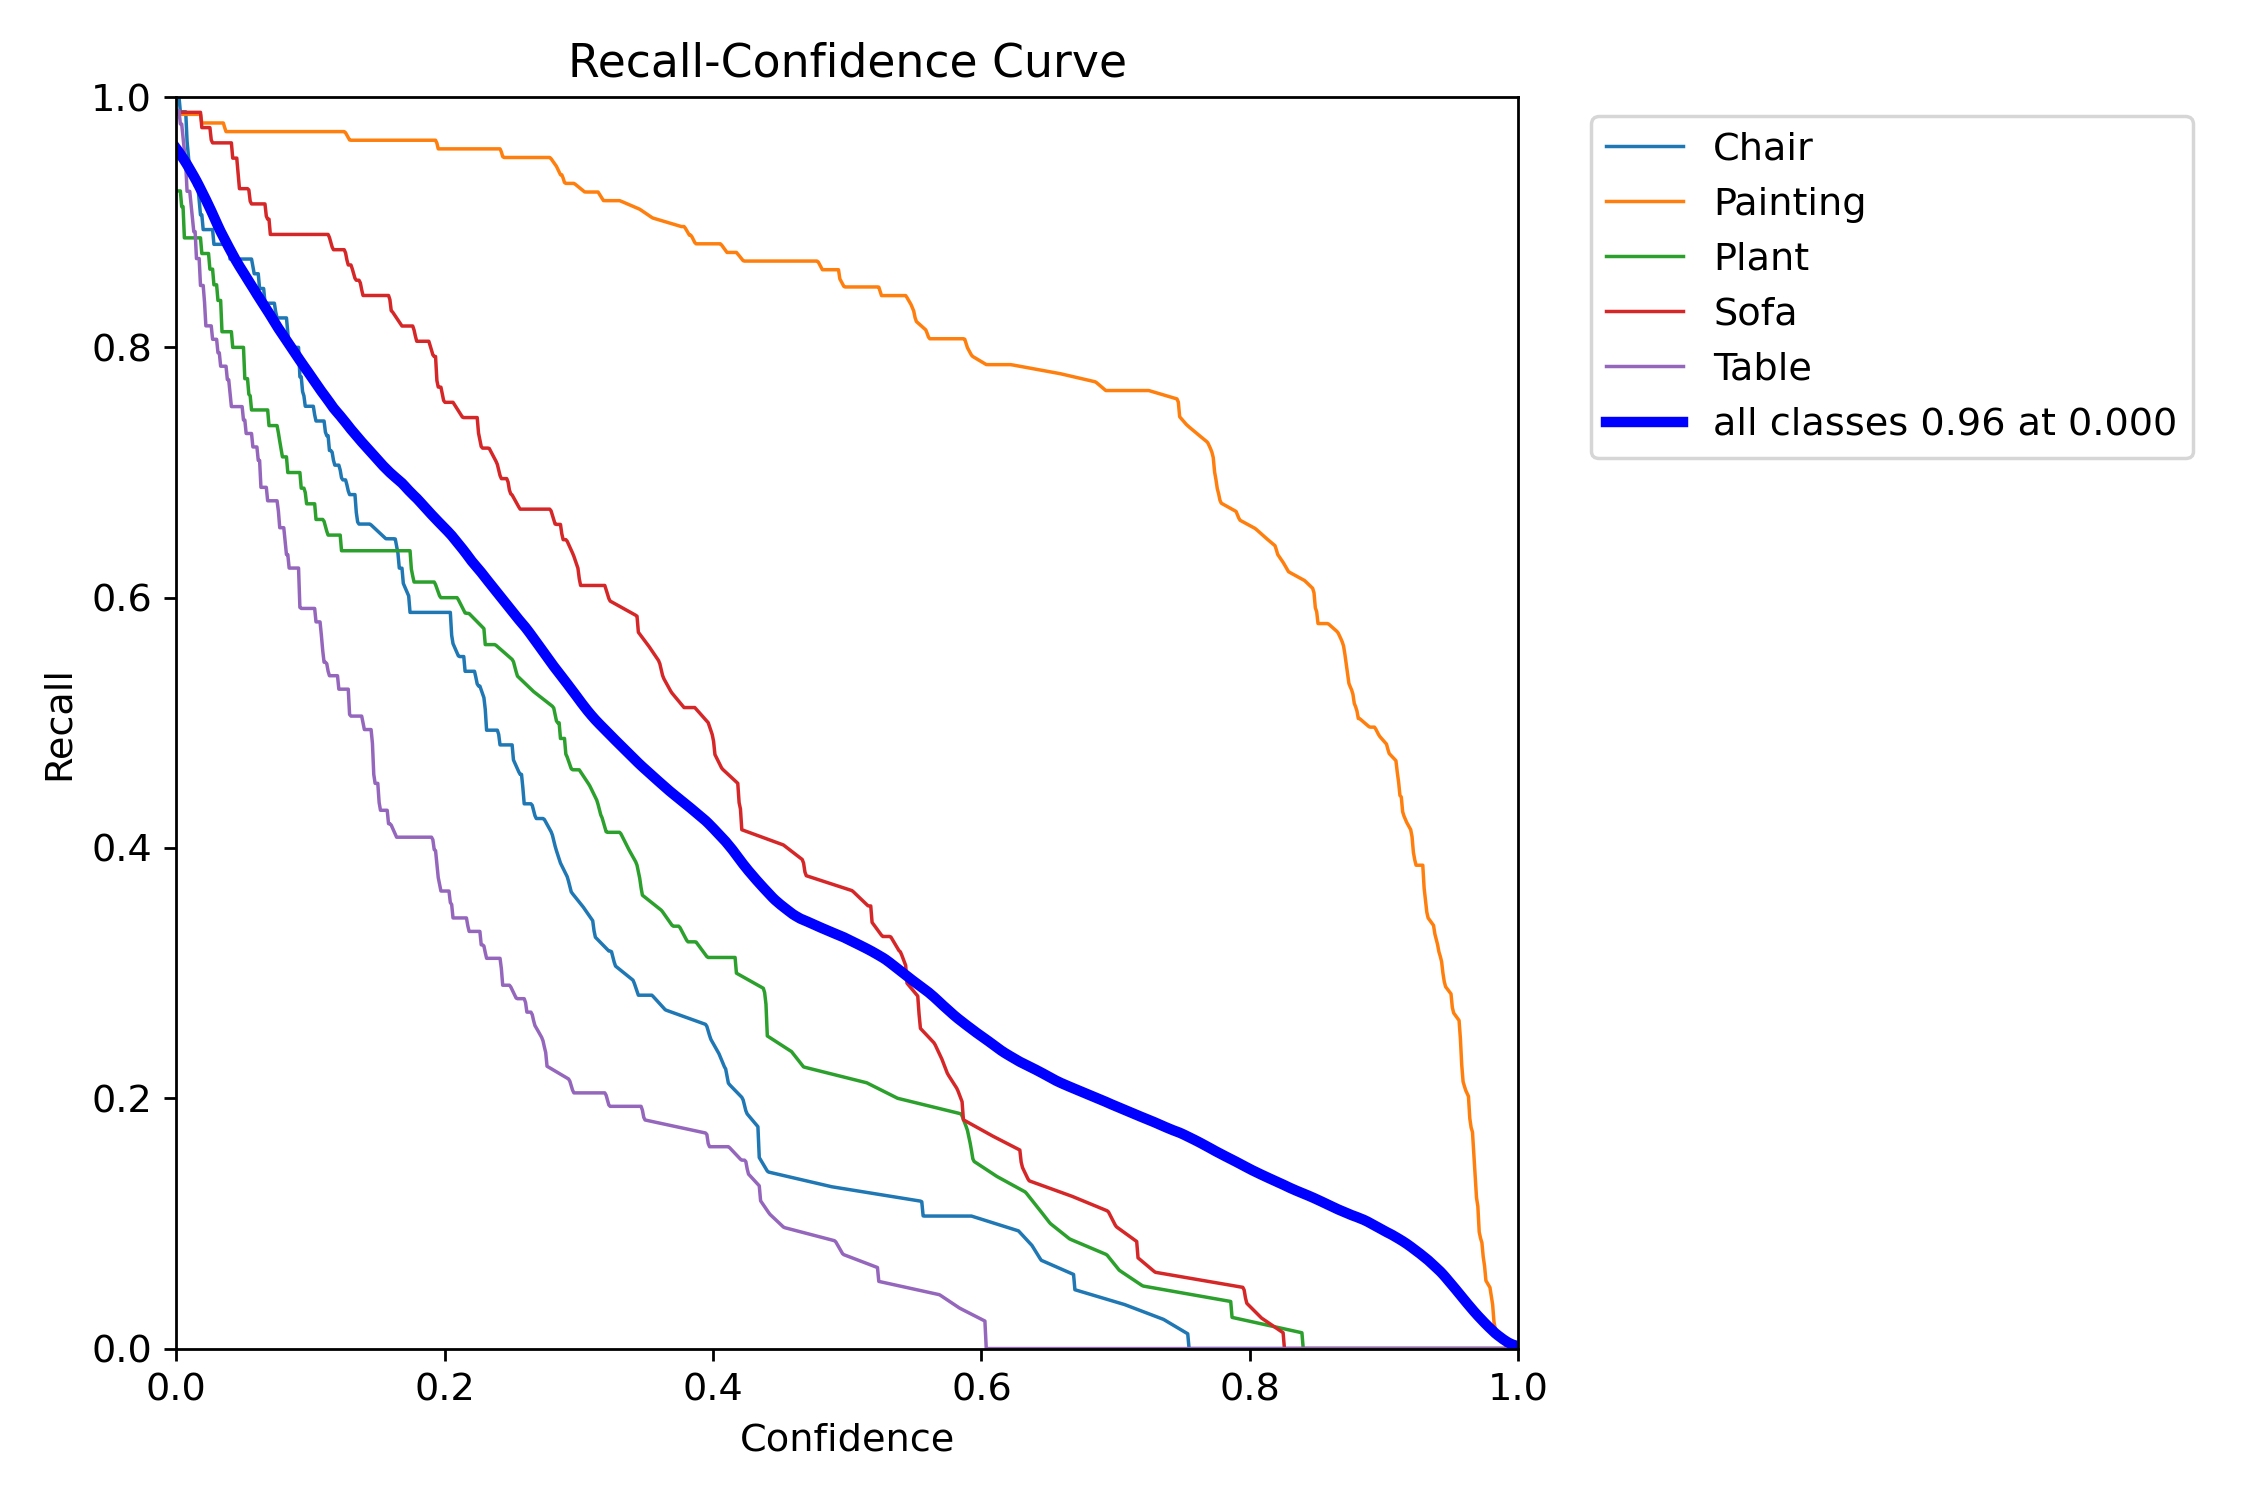 Recall-Confidence Curve
1.0
0.8
0.6
0.4
0.2
0.0
Recall
0.0 0.2 0.4 0.6 0.8 1.0
Confidence
Chair
Painting
Plant
Sofa
Table
all classes 0.96 at 0.000